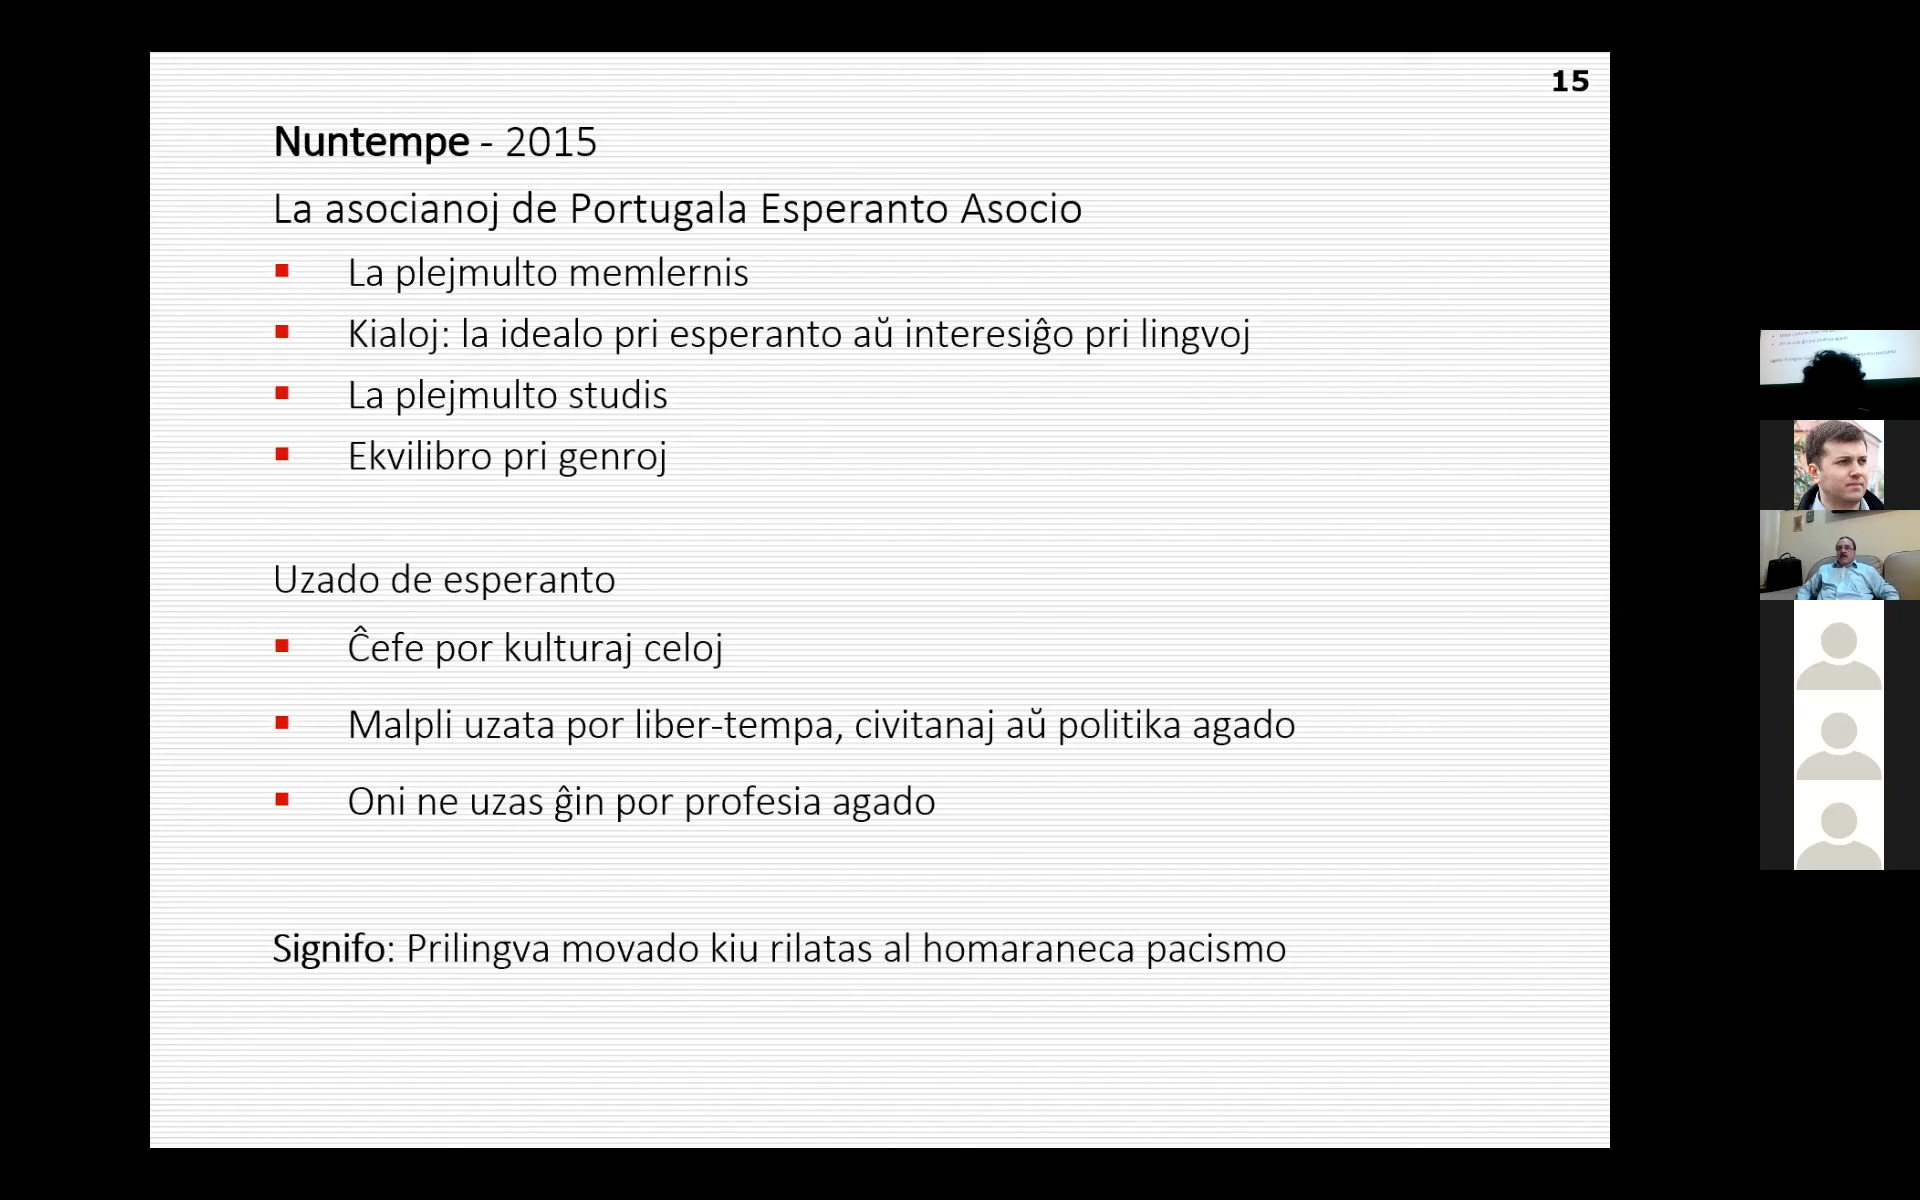 15
Nuntempe - 2015
La asocianoj de Portugala Esperanto Asocio
La plejmulto memlernis
Kialoj: la idealo pri esperanto aŭ interesiĝo pri lingvoj
La plejmulto studis
Ekvilibro pri genroj
Uzado de esperanto
Ĉefe por kulturaj celoj
Malpli uzata por liber-tempa, civitanaj aŭ politika agado
Oni ne uzas ĝin por profesia agado
Signifo: Prilingva movado kiu rilatas al homaraneca pacismo